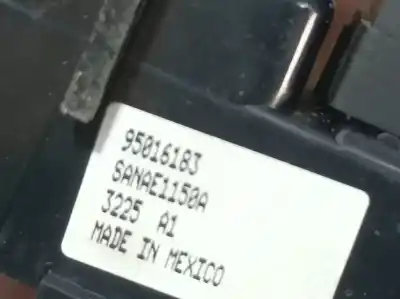 95016183
SANAE1150A
3225 A1
MADE IN MEXICO